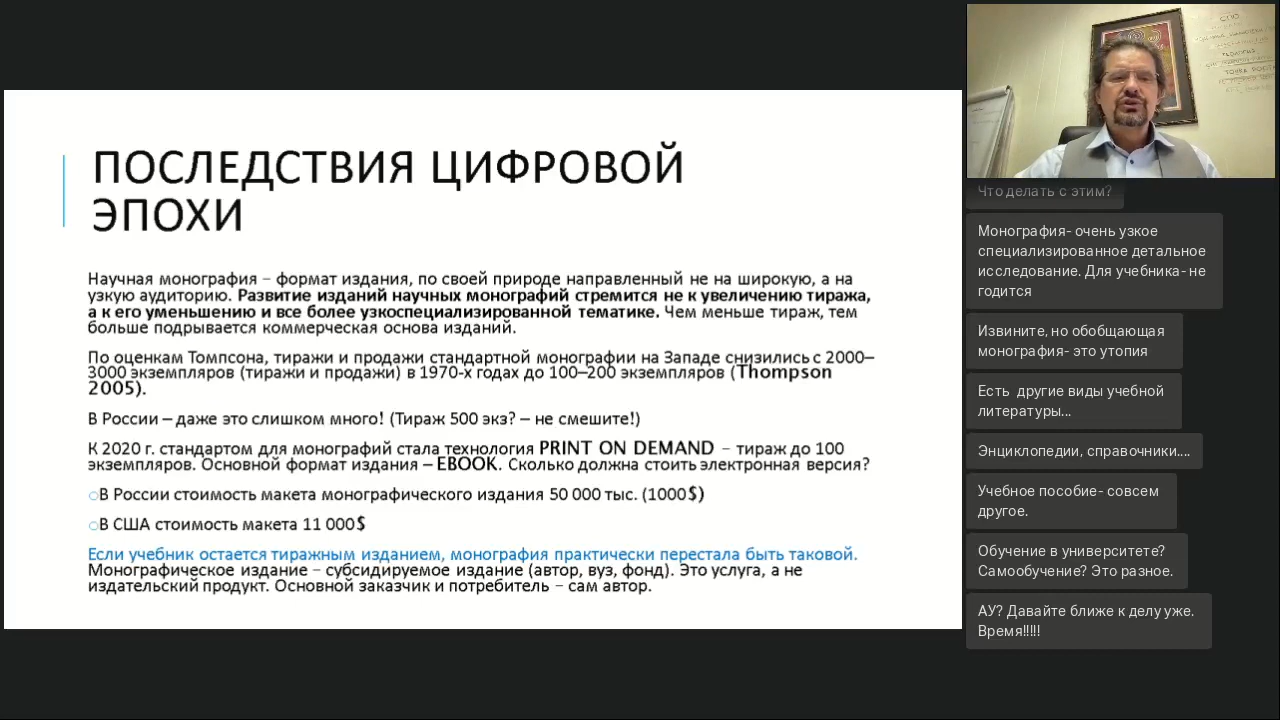 ПОСЛЕДСТВИЯ ЦИФРОВОЙ
ЭПОХИ
Научная монография – формат издания, по своей природе направленный не на широкую, а на
узкую аудиторию. Развитие изданий научных монографий стремится не к увеличению тиража,
а к его уменьшению и все более узкоспециализированной тематике. Чем меньше тираж, тем
больше подрывается коммерческая основа изданий.
По оценкам Томпсона, тиражи и продажи стандартной монографии на Западе снизились с 2000–
3000 экземпляров (тиражи и продажи) в 1970-х годах до 100–200 экземпляров (Thompson
2005).
В России – даже это слишком много! (Тираж 500 экз? – не смешите!)
К 2020 г. стандартом для монографий стала технология PRINT ON DEMAND – тираж до 100
экземпляров. Основной формат издания – EBOOK. Сколько должна стоить электронная версия?
оВ России стоимость макета монографического издания 50 000 тыс. (1000$)
оВ США стоимость макета 11 000$
Если учебник остается тиражным изданием, монография практически перестала быть таковой.
Монографическое издание – субсидируемое издание (автор, вуз, фонд). Это услуга, а не
издательский продукт. Основной заказчик и потребитель – сам автор.
Что делать с этим?
Монография- очень узкое
специализированное детальное
исследование. Для учебника- не
годится
Извините, но обобщающая
монография- это утопия
Есть другие виды учебной
литературы...
Энциклопедии, справочники....
Учебное пособие- совсем
другое.
Обучение в университете?
Самообучение? Это разное.
АУ? Давайте ближе к делу уже.
Время!!!!!